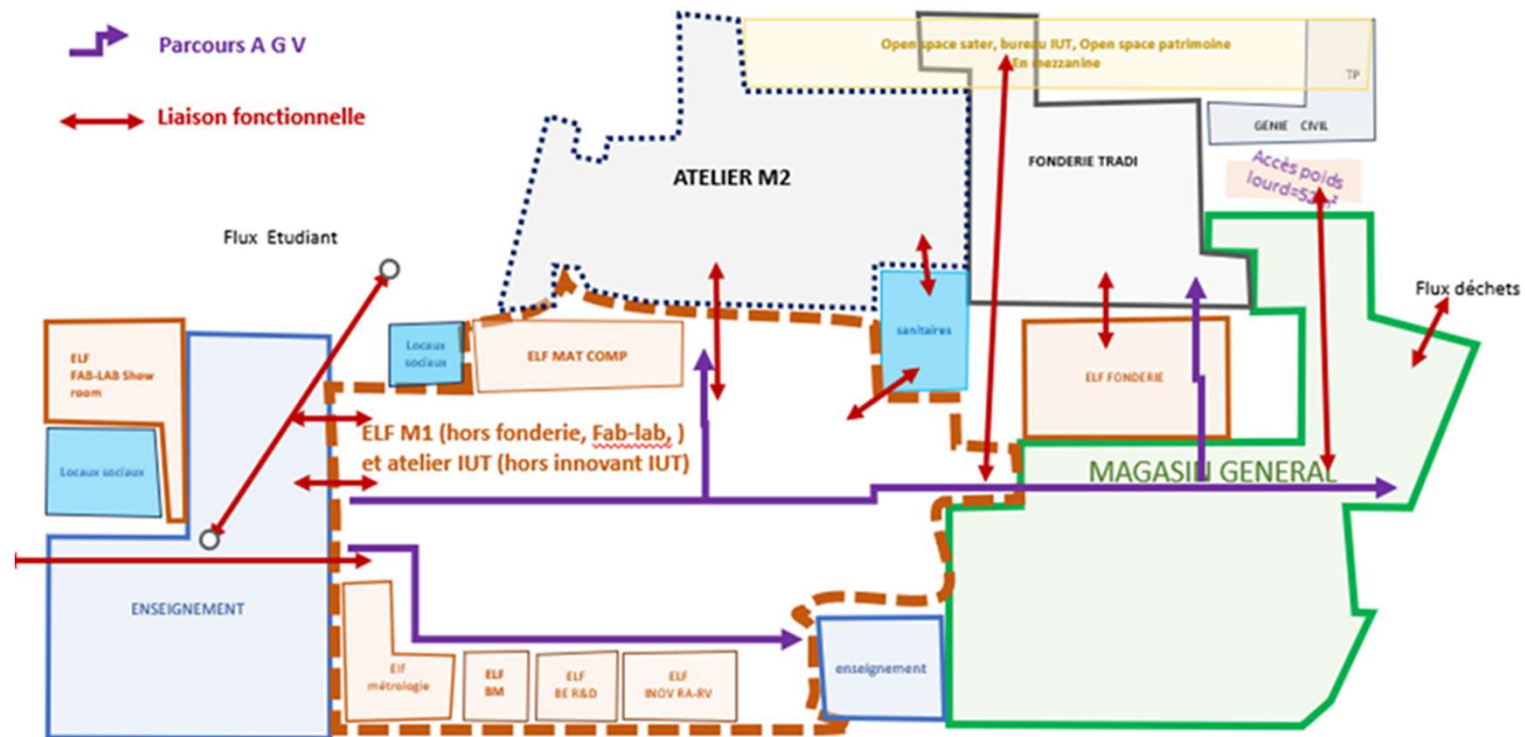 Parcours A G V
Liaison fonctionnelle
Open space sater, bureau IUT, Open space patrimoine
En mezzanine
TP
GENIE CIVIL
ATELIER M2
FONDERIE TRADI
Accès poids
lourd=52m²
Flux Etudiant
Flux déchets
ELF
FAB-LAB Show
room
Locaux
sociaux
ELF MAT COMP
sanitaires
ELF FONDERIE
Locaux sociaux
ELF M1 (hors fonderie, Fab-lab, )
et atelier IUT (hors innovant IUT)
MAGASIN GENERAL
ENSEIGNEMENT
Elf
métrologie
ELF
BM
ELF
BE R&D
ELF
INOV RA-RV
enseignement